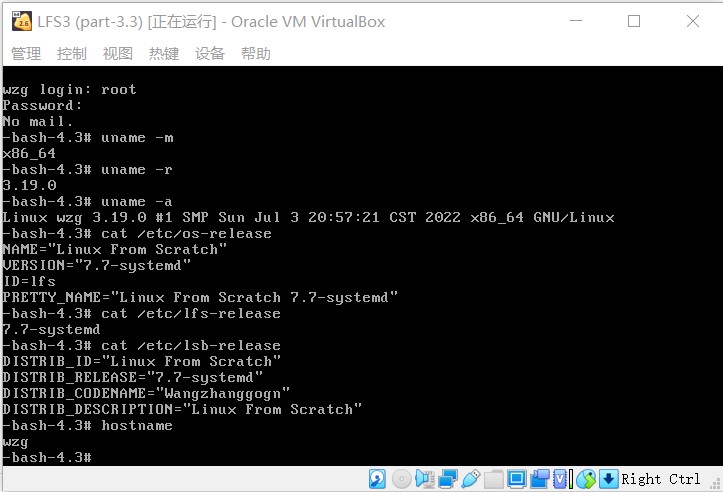 LFS3 (part-3.3) [正在运行] - Oracle VM VirtualBox
管理 控制 视图 热键 设备 帮助
wzg login: root
Password:
No mail.
-bash-4.3# uname -m
x86_64
-bash-4.3# uname -r
3.19.0
-bash-4.3# uname -a
Linux wzg 3.19.0 #1 SMP Sun Jul 3 20:57:21 CST 2022 x86_64 GNU/Linux
-bash-4.3# cat /etc/os-release
NAME="Linux From Scratch"
VERSION="7.7-systemd"
ID=lfs
PRETTY_NAME="Linux From Scratch 7.7-systemd"
-bash-4.3# cat /etc/lfs-release
7.7-systemd
-bash-4.3# cat /etc/lsb-release
DISTRIB_ID="Linux From Scratch"
DISTRIB_RELEASE="7.7-systemd"
DISTRIB_CODENAME="Wangzhanggogn"
DISTRIB_DESCRIPTION="Linux From Scratch"
-bash-4.3# hostname
wzg
-bash-4.3#
Right Ctrl